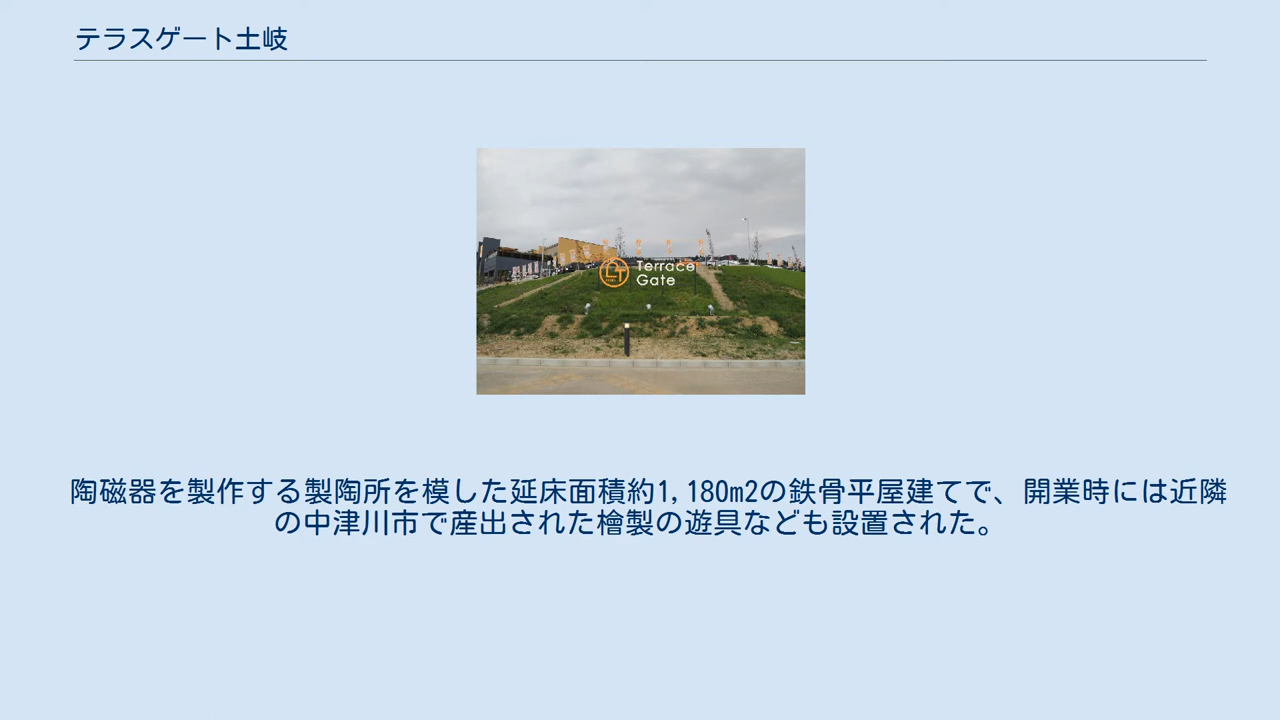 テラスゲート土岐
Terrace
Gate
陶磁器を製作する製陶所を模した延床面積約1,180m2の鉄骨平屋建てで、開業時には近隣
の中津川市で産出された檜製の遊具なども設置された。